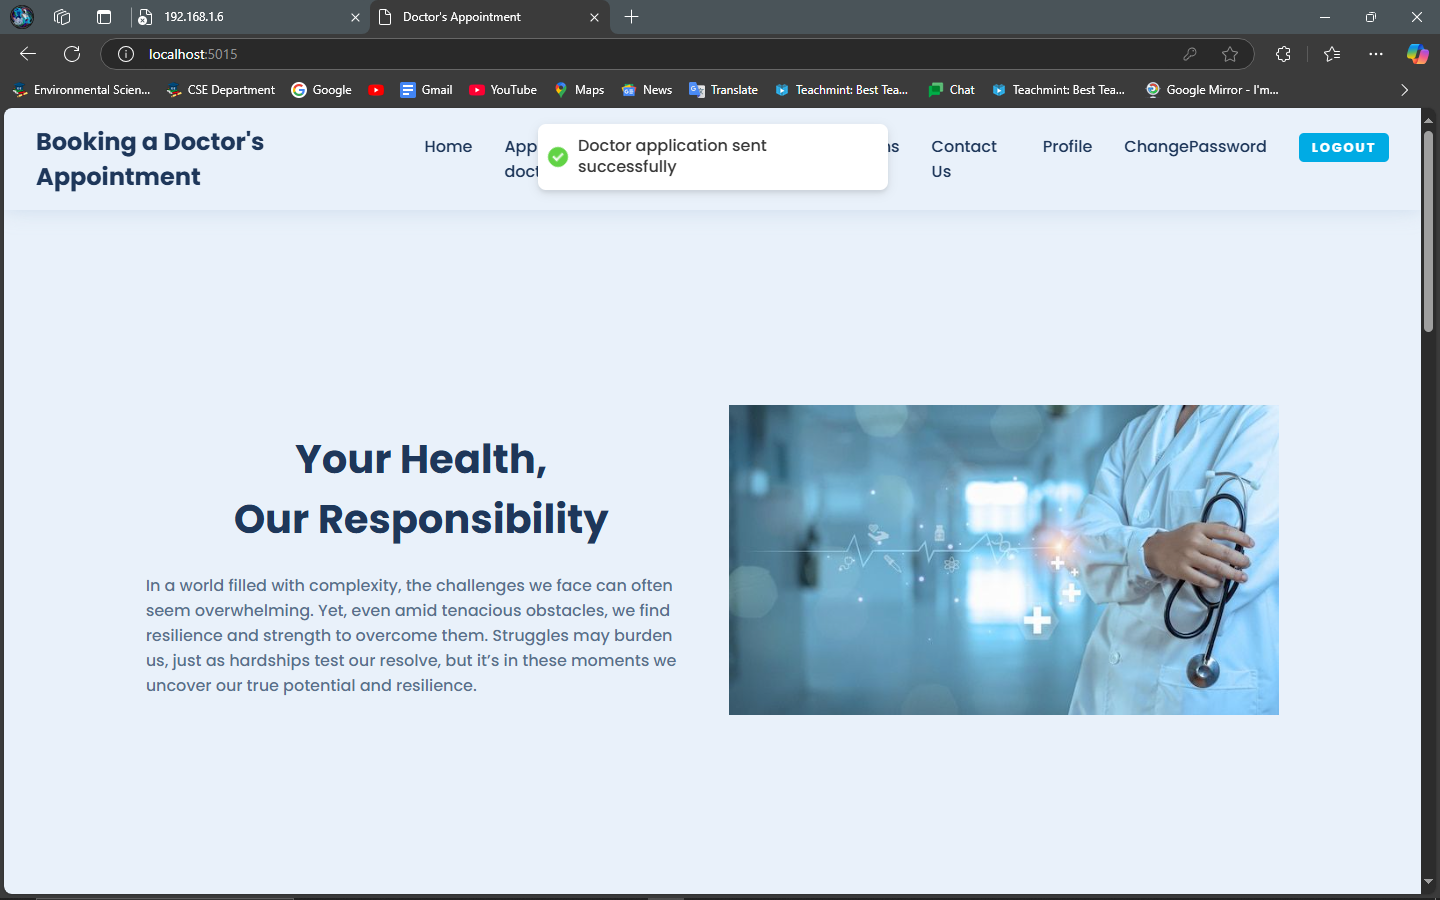 192.168.1.6
Doctor's Appointment
localhost:5015
Environmental Scien...
CSE Department
Google
Gmail
YouTube
Maps
News
Translate
Teachmint: Best Tea...
Chat
Teachmint: Best Tea...
Google Mirror - I'm...
Booking a Doctor's
Appointment
Home
Contact
Us
Profile
ChangePassword
LOGOUT
Doctor application sent
successfully
Your Health,
Our Responsibility
In a world filled with complexity, the challenges we face can often
seem overwhelming. Yet, even amid tenacious obstacles, we find
resilience and strength to overcome them. Struggles may burden
us, just as hardships test our resolve, but it’s in these moments we
uncover our true potential and resilience.